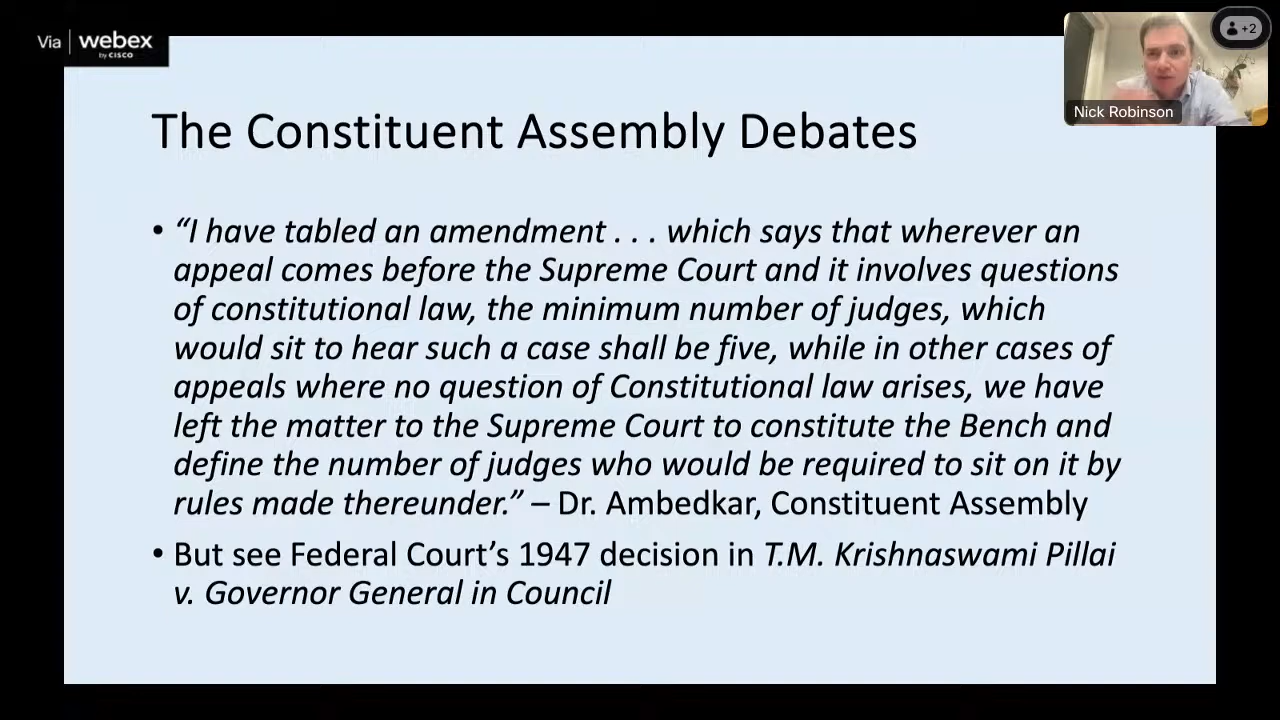 Via webex
by CISCO
+2
Nick Robinson
The Constituent Assembly Debates
• “I have tabled an amendment . . . which says that wherever an
appeal comes before the Supreme Court and it involves questions
of constitutional law, the minimum number of judges, which
would sit to hear such a case shall be five, while in other cases of
appeals where no question of Constitutional law arises, we have
left the matter to the Supreme Court to constitute the Bench and
define the number of judges who would be required to sit on it by
rules made thereunder.” – Dr. Ambedkar, Constituent Assembly
• But see Federal Court’s 1947 decision in T.M. Krishnaswami Pillai
v. Governor General in Council